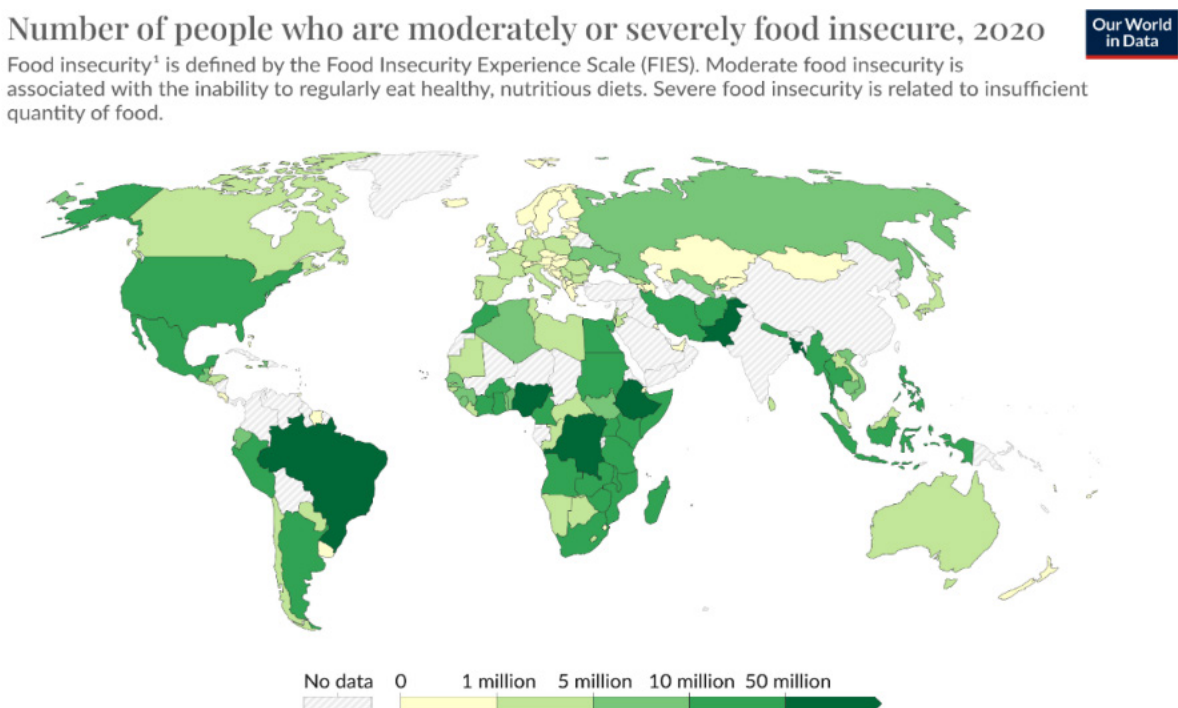 Number of people who are moderately or severely food insecure, 2020
Our World
in Data
Food insecurity¹ is defined by the Food Insecurity Experience Scale (FIES). Moderate food insecurity is
associated with the inability to regularly eat healthy, nutritious diets. Severe food insecurity is related to insufficient
quantity of food.
No data 0 1 million 5 million 10 million 50 million